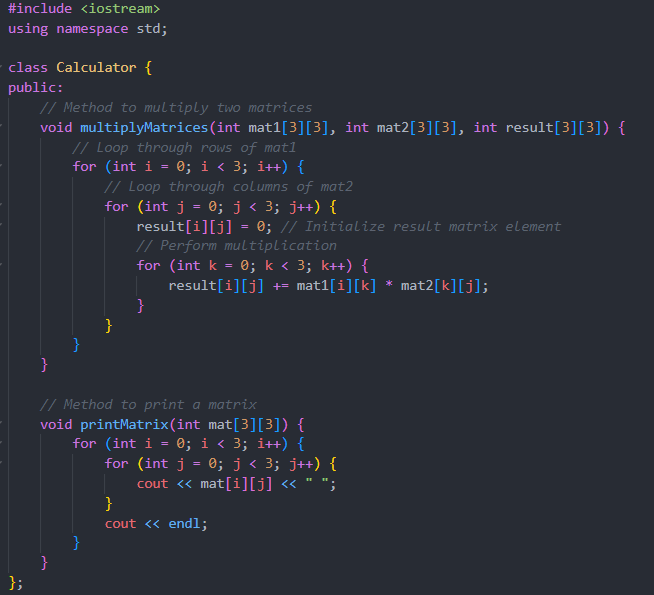 #include <iostream>
using namespace std;

class Calculator {
public:
    // Method to multiply two matrices
    void multiplyMatrices(int mat1[3][3], int mat2[3][3], int result[3][3]) {
        // Loop through rows of mat1
        for (int i = 0; i < 3; i++) {
            // Loop through columns of mat2
            for (int j = 0; j < 3; j++) {
                result[i][j] = 0; // Initialize result matrix element
                // Perform multiplication
                for (int k = 0; k < 3; k++) {
                    result[i][j] += mat1[i][k] * mat2[k][j];
                }
            }
        }
    }

    // Method to print a matrix
    void printMatrix(int mat[3][3]) {
        for (int i = 0; i < 3; i++) {
            for (int j = 0; j < 3; j++) {
                cout << mat[i][j] << " ";
            }
            cout << endl;
        }
    }
};